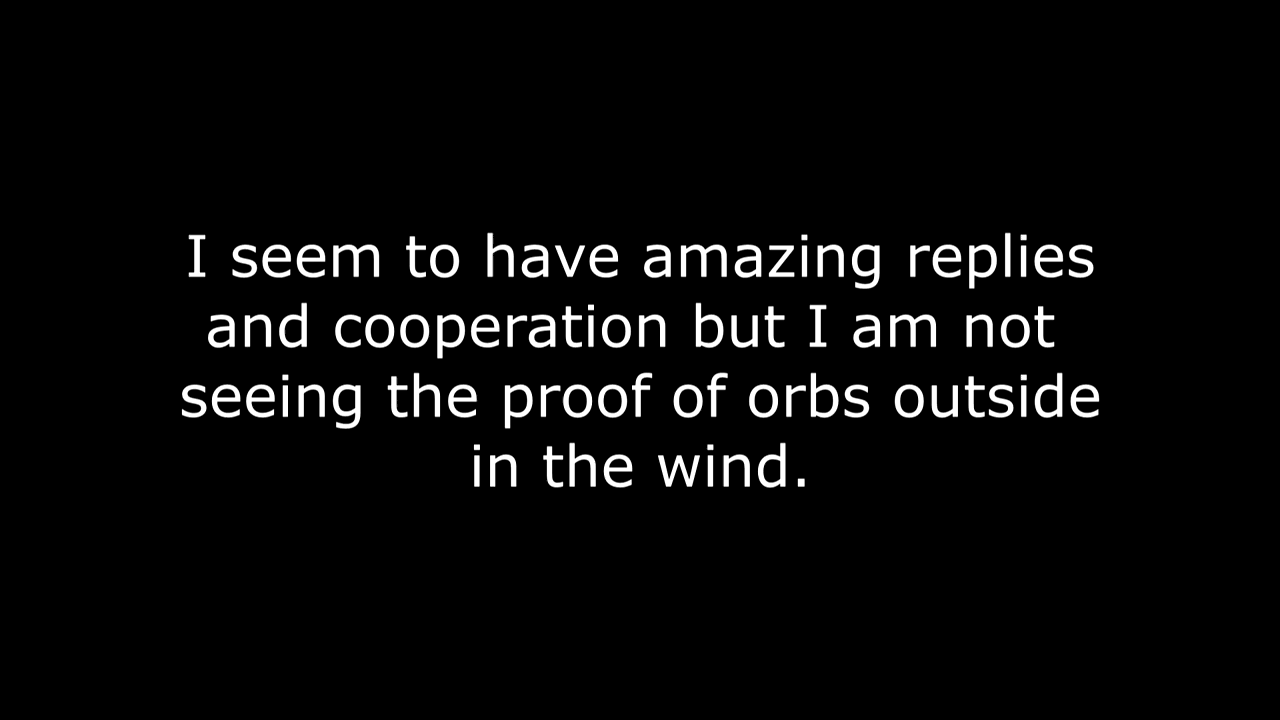 I seem to have amazing replies
and cooperation but I am not
seeing the proof of orbs outside
in the wind.